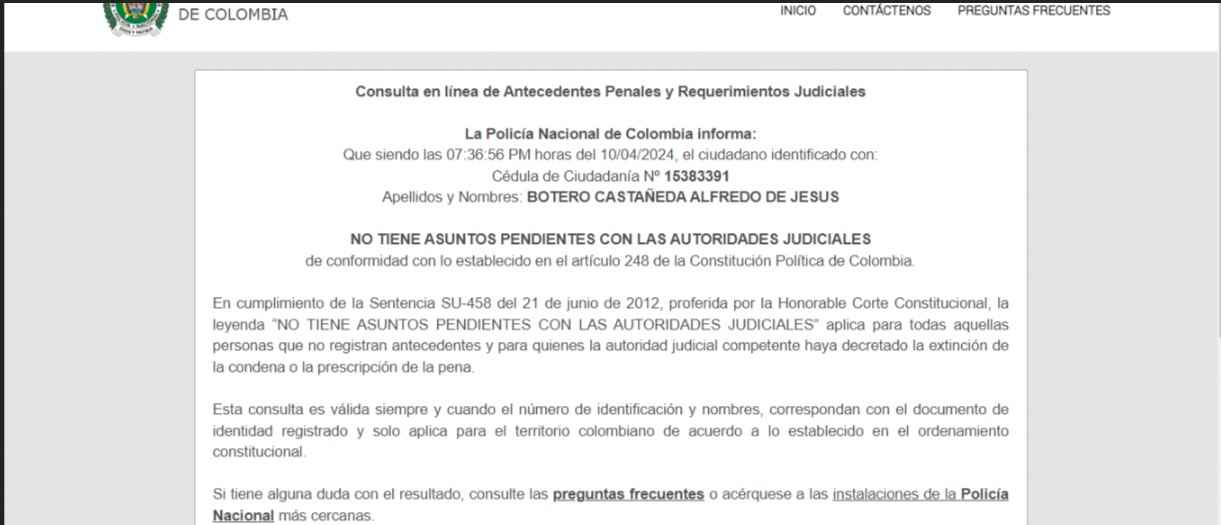 DE COLOMBIA
INICIO CONTÁCTENOS PREGUNTAS FRECUENTES
Consulta en línea de Antecedentes Penales y Requerimientos Judiciales
La Policía Nacional de Colombia informa:
Que siendo las 07:36:56 PM horas del 10/04/2024, el ciudadano identificado con:
Cédula de Ciudadanía Nº 15383391
Apellidos y Nombres: BOTERO CASTAÑEDA ALFREDO DE JESUS
NO TIENE ASUNTOS PENDIENTES CON LAS AUTORIDADES JUDICIALES
de conformidad con lo establecido en el artículo 248 de la Constitución Política de Colombia.
En cumplimiento de la Sentencia SU-458 del 21 de junio de 2012, proferida por la Honorable Corte Constitucional, la
leyenda "NO TIENE ASUNTOS PENDIENTES CON LAS AUTORIDADES JUDICIALES" aplica para todas aquellas
personas que no registran antecedentes y para quienes la autoridad judicial competente haya decretado la extinción de
la condena o la prescripción de la pena.
Esta consulta es válida siempre y cuando el número de identificación y nombres, correspondan con el documento de
identidad registrado y solo aplica para el territorio colombiano de acuerdo a lo establecido en el ordenamiento
constitucional.
Si tiene alguna duda con el resultado, consulte las preguntas frecuentes o acérquese a las instalaciones de la Policía
Nacional más cercanas.